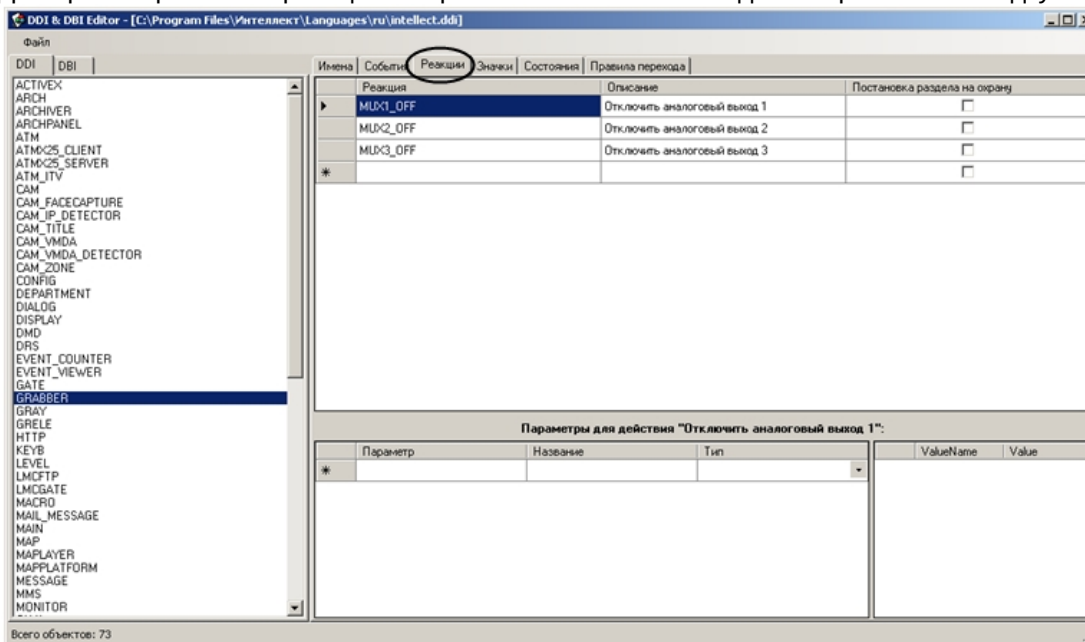 DDI & DBI Editor - [C:\Program Files\Интеллект\Languages\ru\intellect.ddi]
Файл
DDI DBI
Имена События Реакции Значки Состояния Правила перехода
ACTIVEX
ARCH
ARCHIVER
ARCHPANEL
ATM
ATMX25_CLIENT
ATMX25_SERVER
ATM_ITV
CAM
CAM_FACECAPTURE
CAM_IP_DETECTOR
CAM_TITLE
CAM_VMDA
CAM_VMDA_DETECTOR
CAM_ZONE
CONFIG
DEPARTMENT
DIALOG
DISPLAY
DMD
DRS
EVENT_COUNTER
EVENT_VIEWER
GATE
GRABBER
GRAY
GRELE
HTTP
KEYB
LEVEL
LMCFTP
LMCGATE
MACRO
MAIL_MESSAGE
MAIN
MAP
MAPLAYER
MAPPLATFORM
MESSAGE
MMS
MONITOR
Реакция Описание Постановка раздела на охрану
MUX1_OFF Отключить аналоговый выход 1
MUX2_OFF Отключить аналоговый выход 2
MUX3_OFF Отключить аналоговый выход 3
Параметры для действия "Отключить аналоговый выход 1":
Параметр Название Тип ValueName Value
Всего объектов: 73